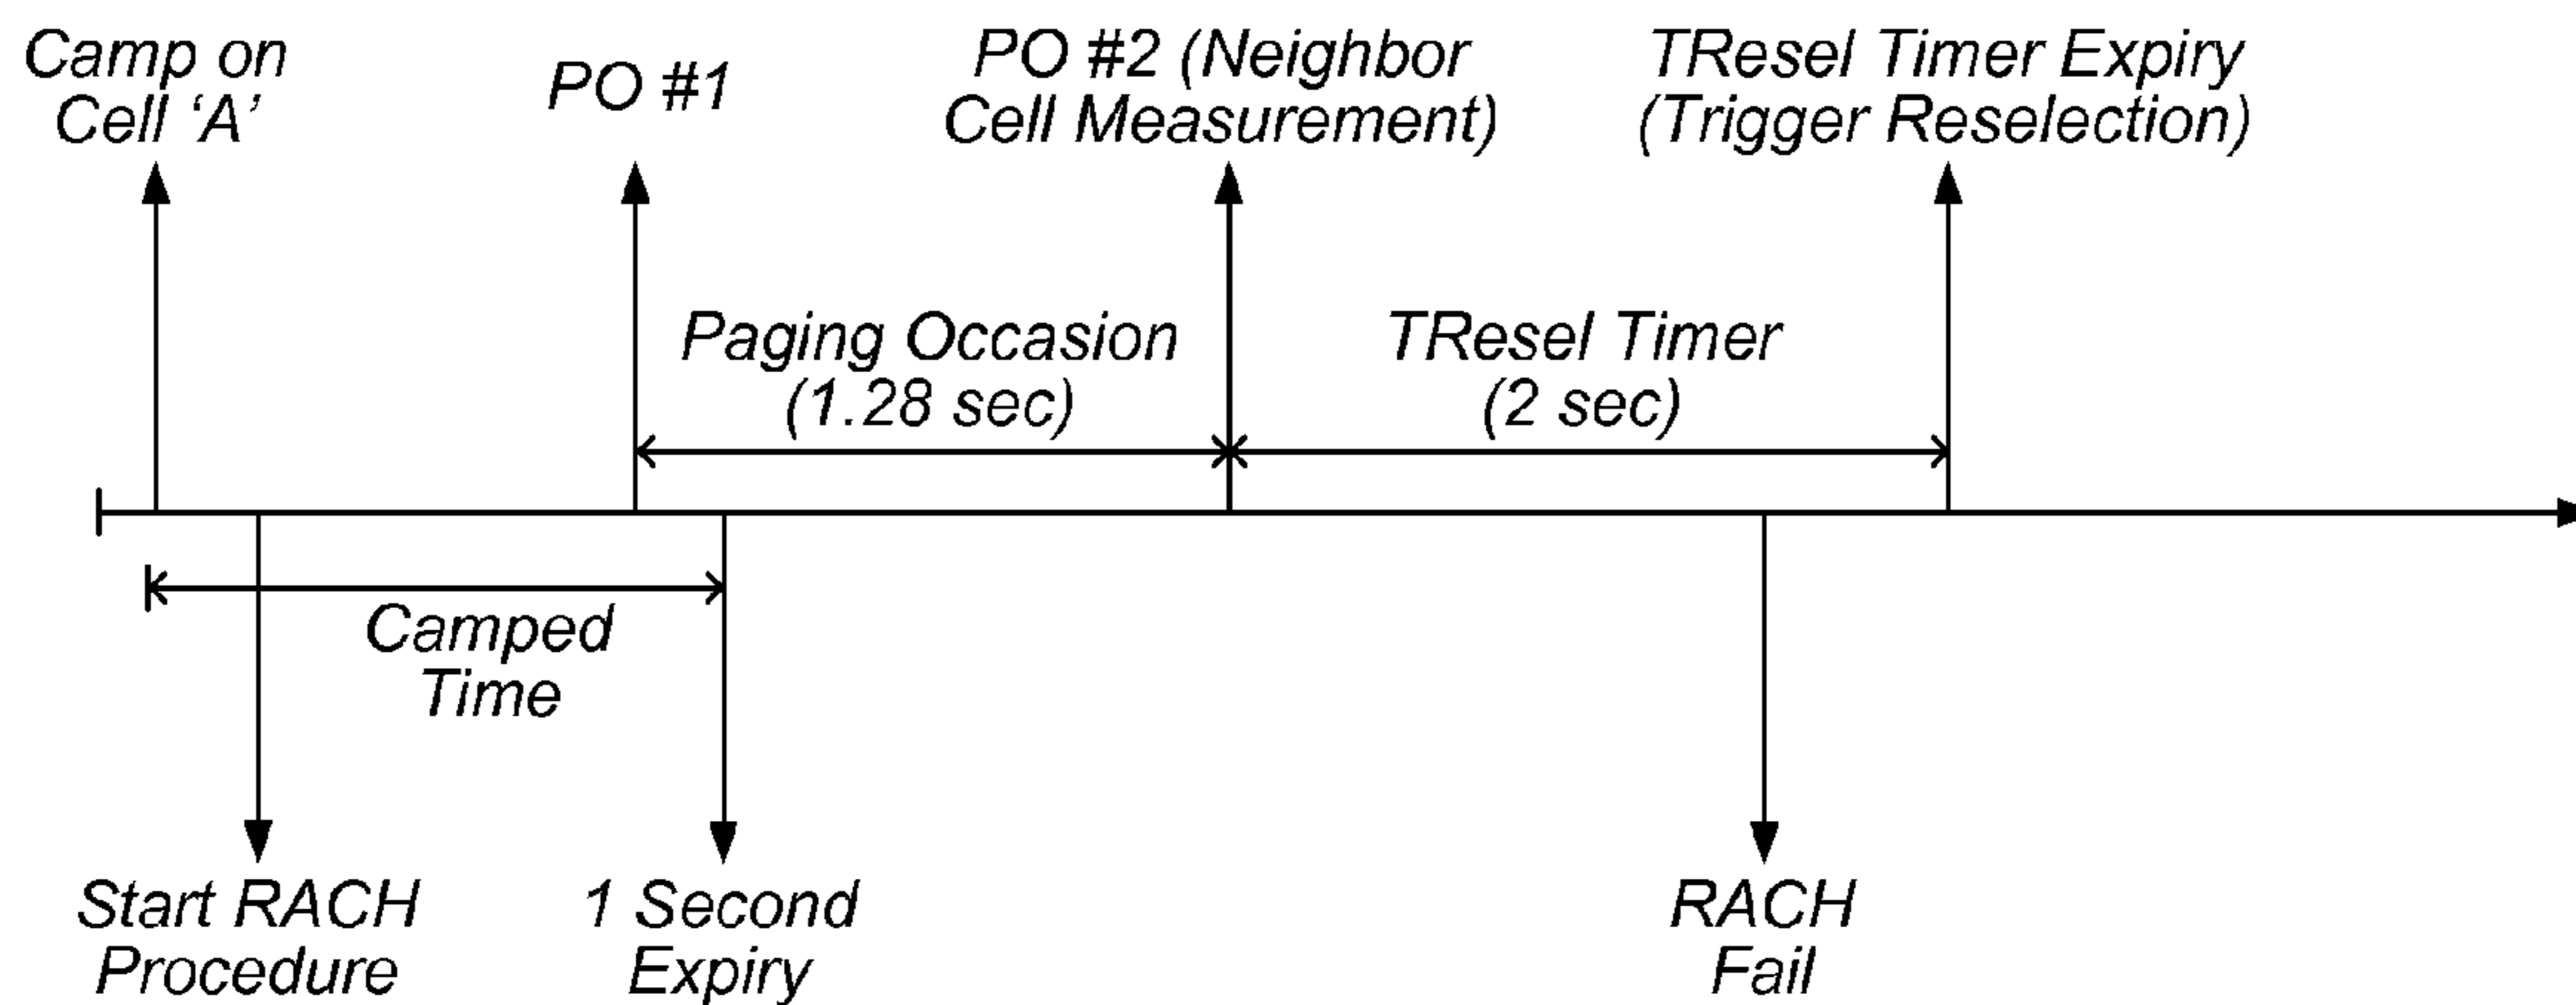 Camp on
Cell ‘A’
PO #1
PO #2 (Neighbor
Cell Measurement)
TResel Timer Expiry
(Trigger Reselection)
Paging Occasion
(1.28 sec)
TResel Timer
(2 sec)
Camped
Time
Start RACH
Procedure
1 Second
Expiry
RACH
Fail